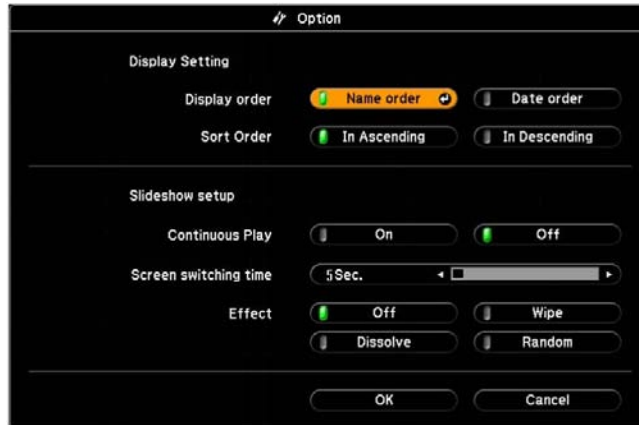 Option
Display Setting
Display order Name order Date order
Sort Order In Ascending In Descending
Slideshow setup
Continuous Play On Off
Screen switching time 5Sec.
Effect Off Wipe
Dissolve Random
OK Cancel